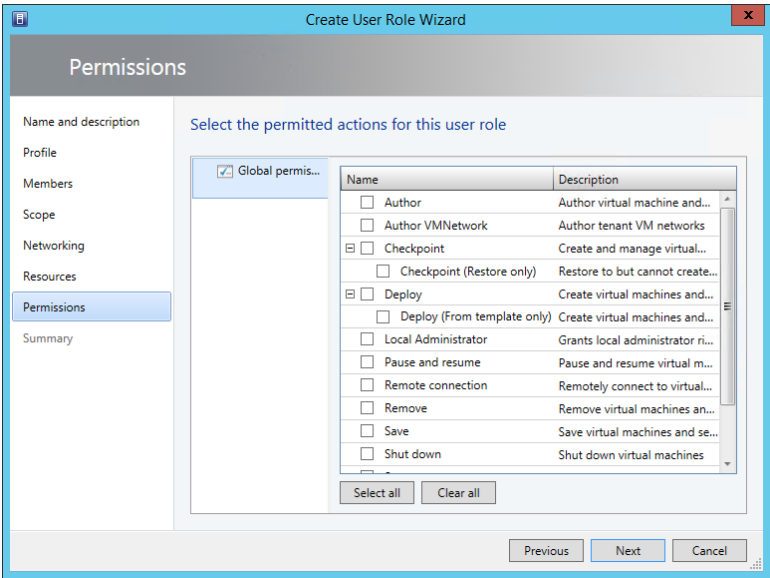 Create User Role Wizard
x
Permissions
Name and description
Profile
Members
Scope
Networking
Resources
Permissions
Summary
Select the permitted actions for this user role
Global permis...
Name Description
Author Author virtual machine and...
Author VMNetwork Author tenant VM networks
Checkpoint Create and manage virtual...
Checkpoint (Restore only) Restore to but cannot create...
Deploy Create virtual machines and...
Deploy (From template only) Create virtual machines and...
Local Administrator Grants local administrator ri...
Pause and resume Pause and resume virtual m...
Remote connection Remotely connect to virtual...
Remove Remove virtual machines an...
Save Save virtual machines and se...
Shut down Shut down virtual machines
Select all Clear all
Previous Next Cancel